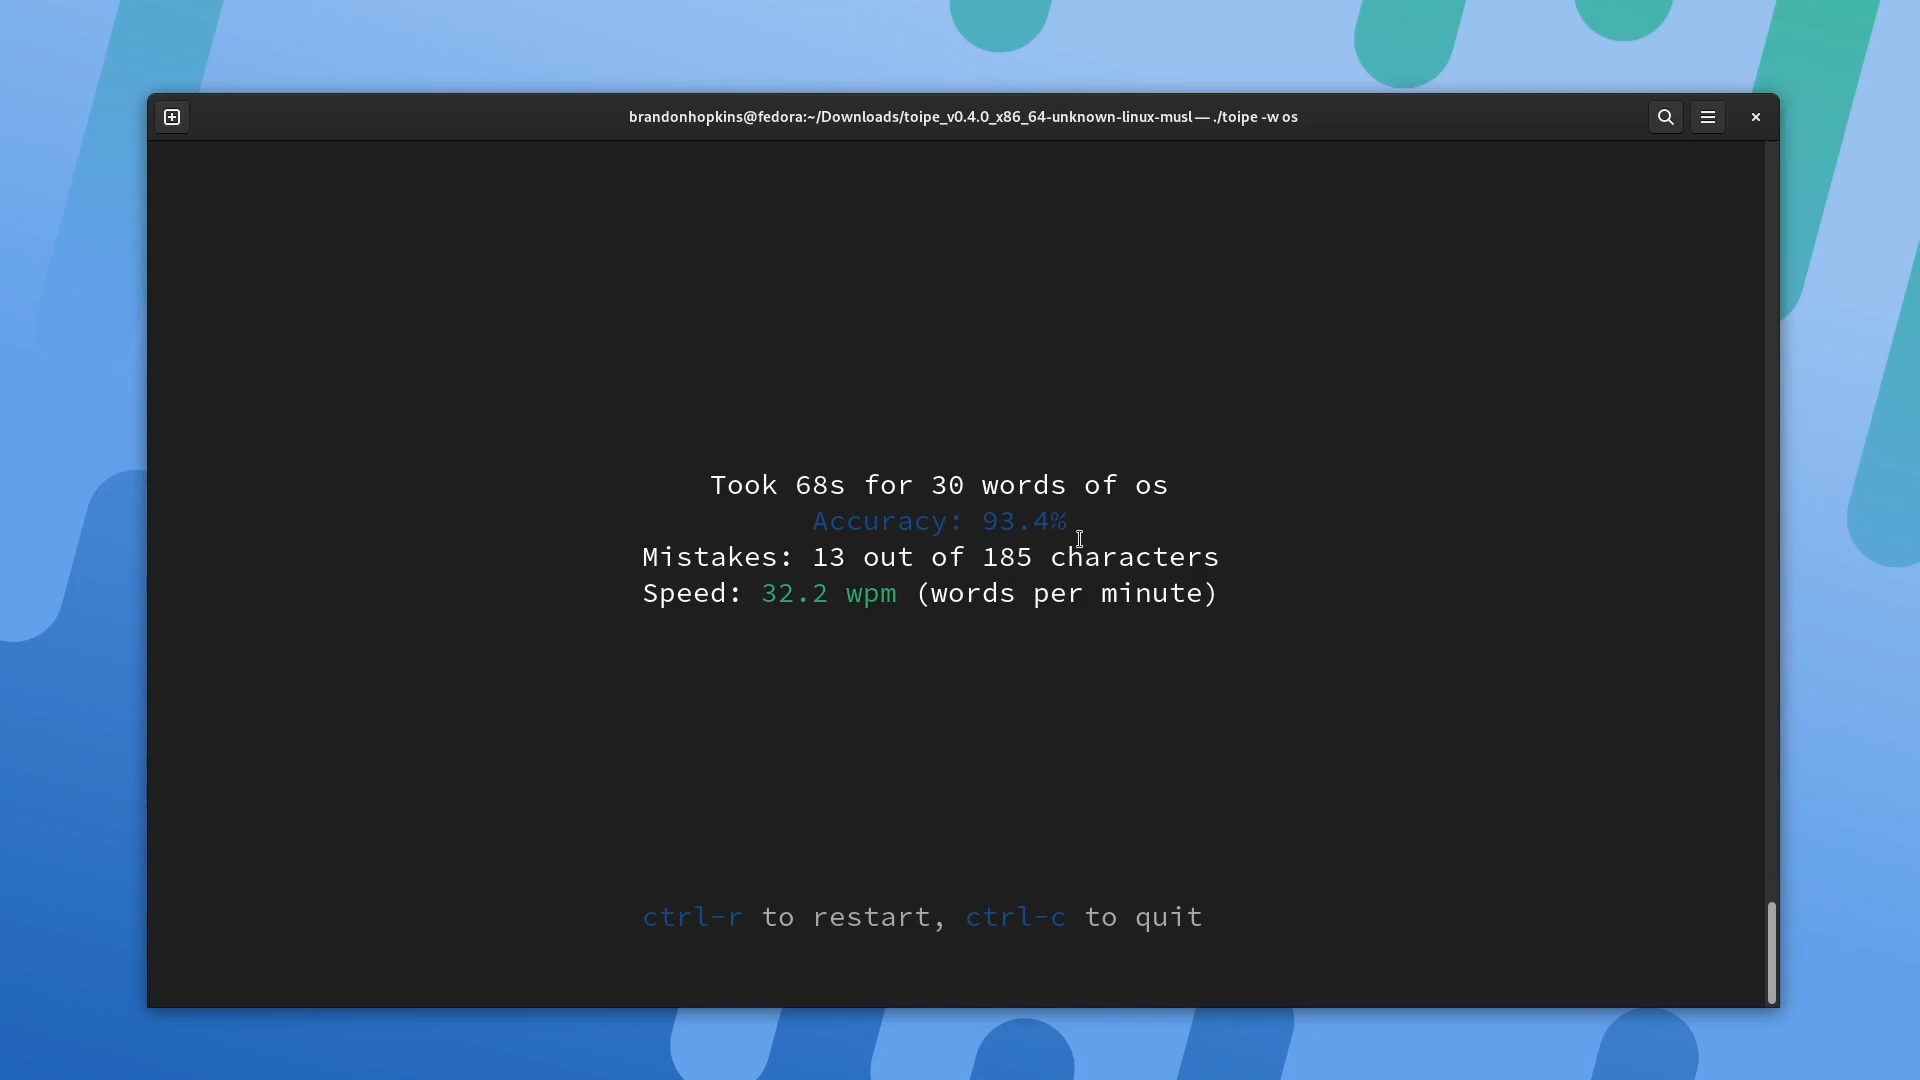 brandonhopkins@fedora:~/Downloads/toipe_v0.4.0_x86_64-unknown-linux-musl — ./toipe -w os
Took 68s for 30 words of os
Accuracy: 93.4%
Mistakes: 13 out of 185 characters
Speed: 32.2 wpm (words per minute)
ctrl-r to restart, ctrl-c to quit